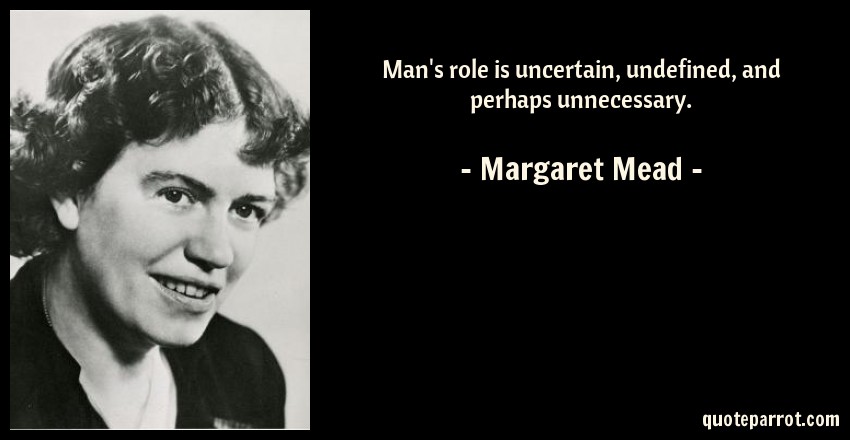 Man's role is uncertain, undefined, and
perhaps unnecessary.
- Margaret Mead -
quoteparrot.com